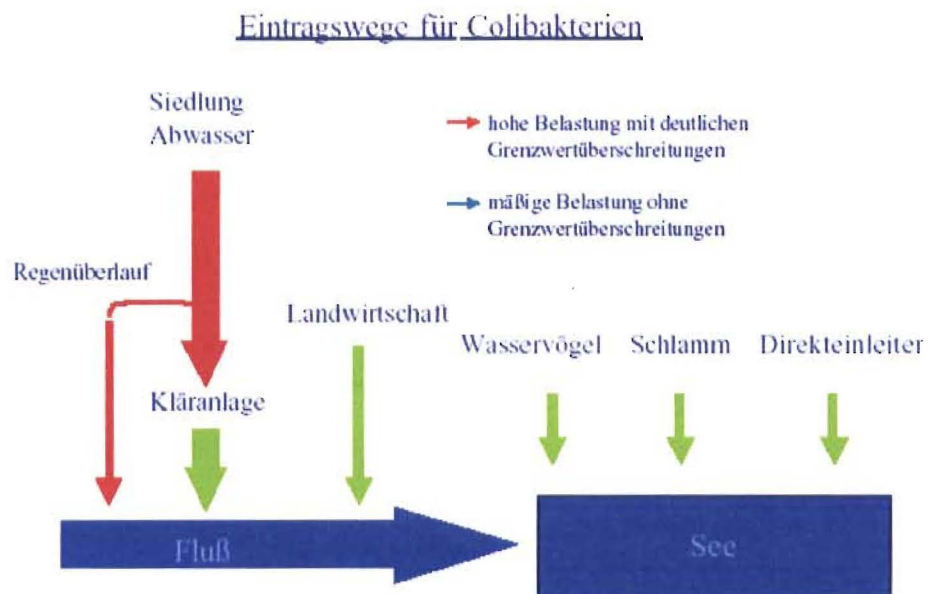 Eintragswege für Colibakterien
Siedlung
Abwasser
hohe Belastung mit deutlichen
Grenzwertüberschreitungen
mäßige Belastung ohne
Grenzwertüberschreitungen
Regenüberlauf
Landwirtschaft
Wasservögel
Schlamm
Direkteinleiter
Kläranlage
Fluß
See